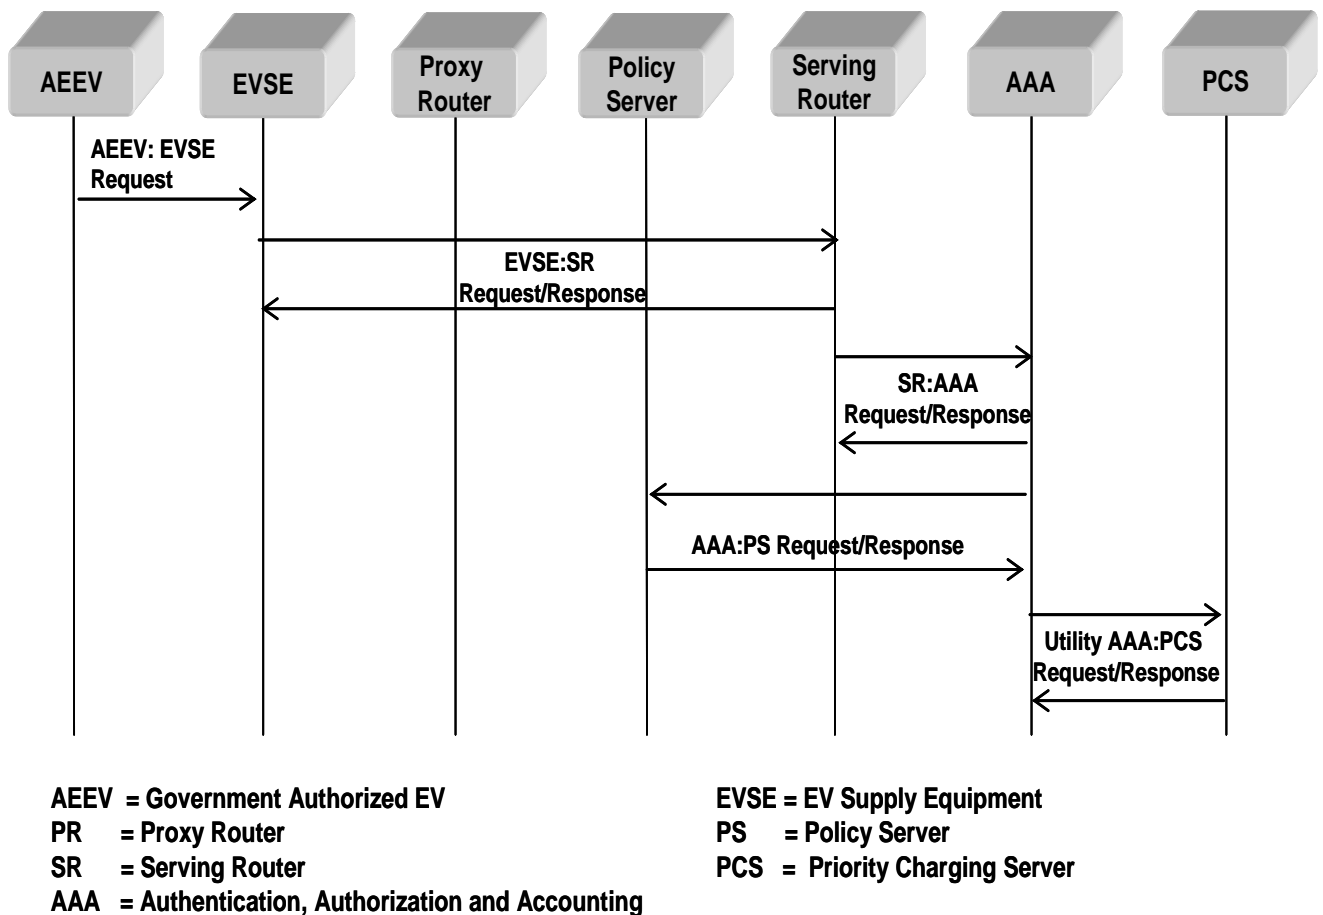 AEEV
EVSE
Proxy
Router
Policy
Server
Serving
Router
AAA
PCS
AEEV: EVSE
Request
EVSE:SR
Request/Response
SR:AAA
Request/Response
AAA:PS Request/Response
Utility AAA:PCS
Request/Response
AEEV = Government Authorized EV
PR = Proxy Router
SR = Serving Router
AAA = Authentication, Authorization and Accounting
EVSE = EV Supply Equipment
PS = Policy Server
PCS = Priority Charging Server